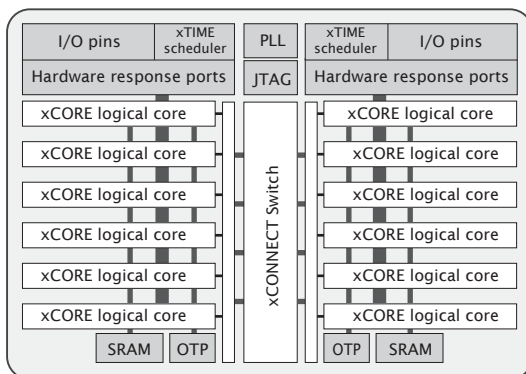 I/O pins
xTIME
scheduler
PLL
xTIME
scheduler
I/O pins
Hardware response ports
JTAG
Hardware response ports
xCORE logical core
xCORE logical core
xCORE logical core
xCORE logical core
xCORE logical core
xCORE logical core
xCONNECT Switch
xCORE logical core
xCORE logical core
xCORE logical core
xCORE logical core
xCORE logical core
xCORE logical core
SRAM
OTP
OTP
SRAM